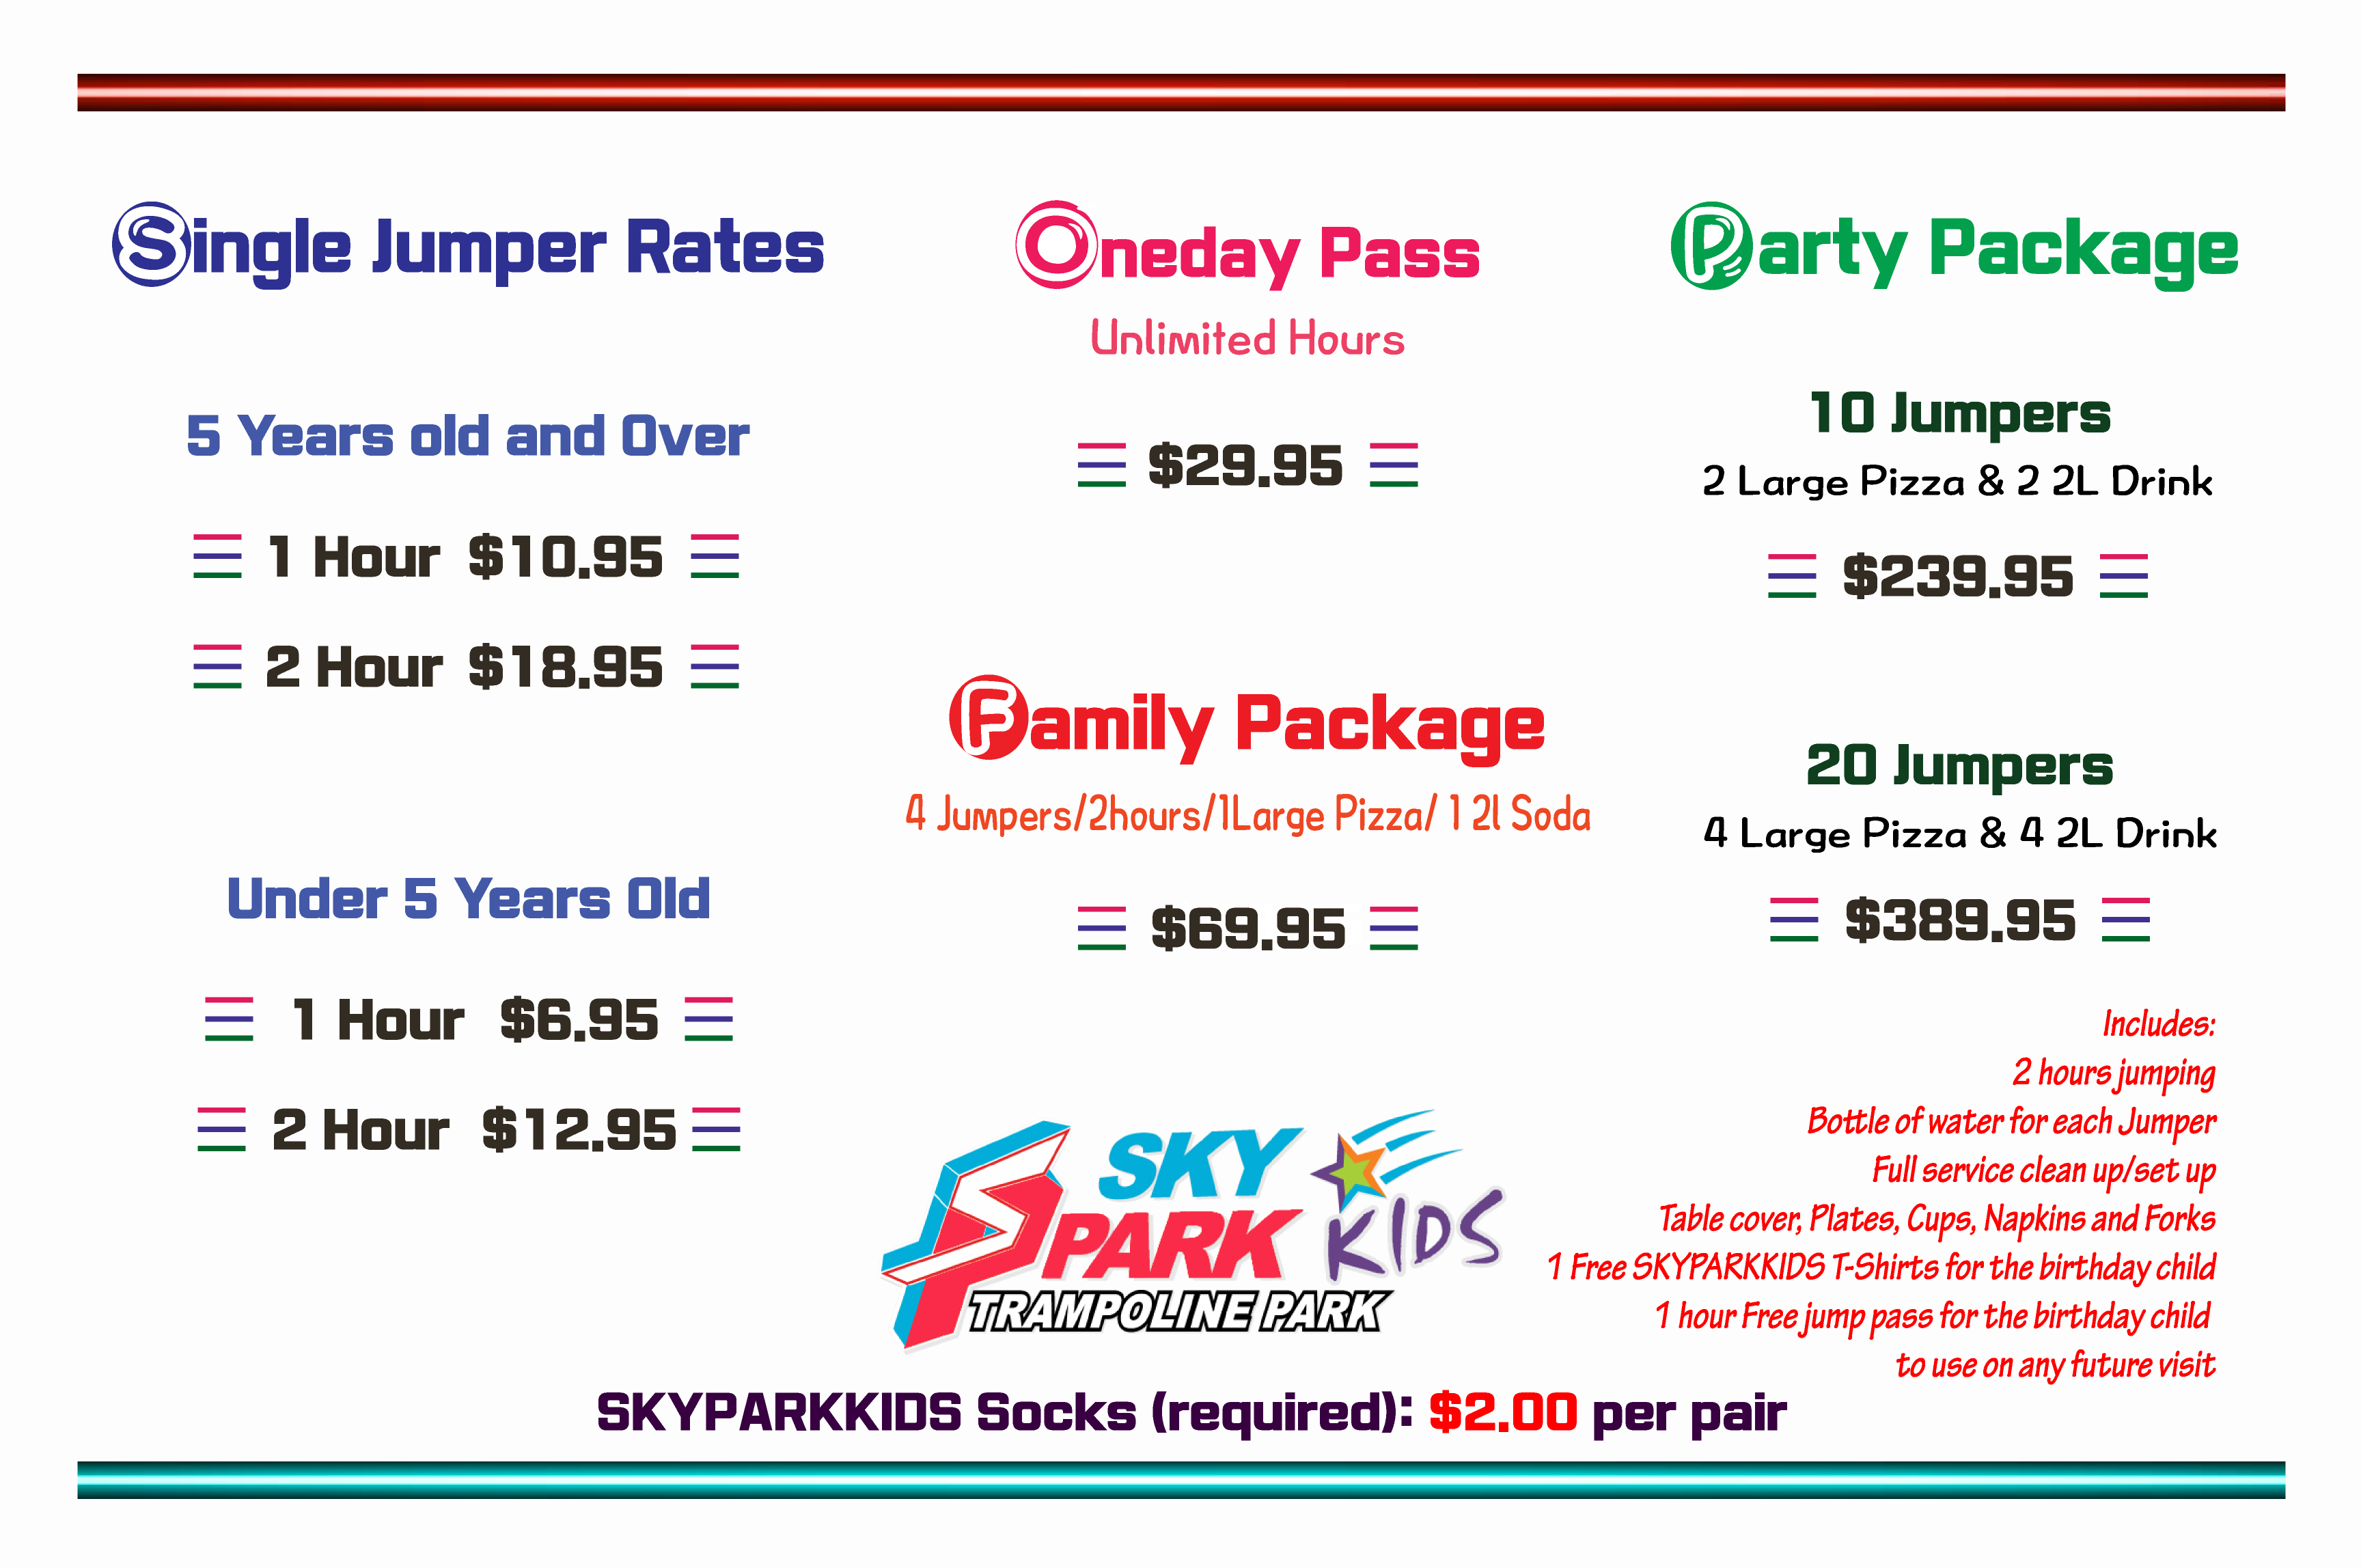 Single Jumper Rates
5 Years old and Over
1 Hour $10.95
2 Hour $18.95
Under 5 Years Old
1 Hour $6.95
2 Hour $12.95
Oneday Pass
Unlimited Hours
$29.95
Family Package
4 Jumpers/2hours/1Large Pizza/ 1 2l Soda
$69.95
Party Package
10 Jumpers
2 Large Pizza & 2 2L Drink
$239.95
20 Jumpers
4 Large Pizza & 4 2L Drink
$389.95
Includes:
2 hours jumping
Bottle of water for each Jumper
Full service clean up/set up
Table cover, Plates, Cups, Napkins and Forks
1 Free SKYPARKKIDS T-Shirts for the birthday child
1 hour Free jump pass for the birthday child
to use on any future visit
SKY
PARK KIDS
TRAMPOLINE PARK
SKYPARKKIDS Socks (required): $2.00 per pair